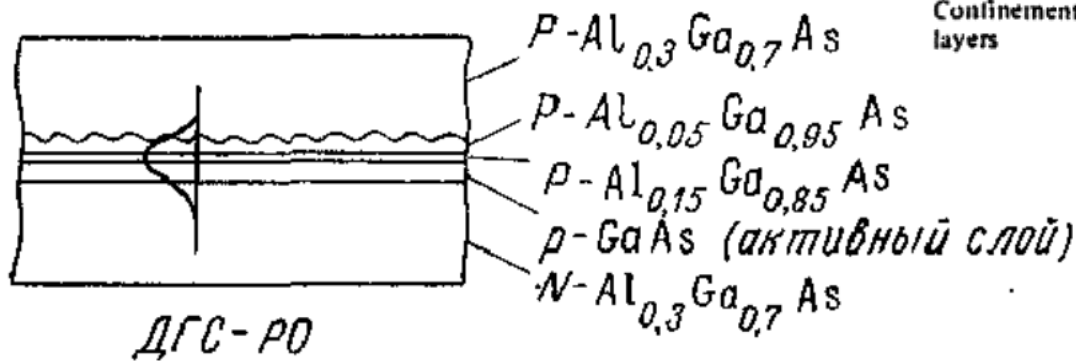 Confinement
layers
P-Al0,3Ga0,7As
P-Al0,05Ga0,95As
P-Al0,15Ga0,85As
p-GaAs (активный слой)
N-Al0,3Ga0,7As
ДГС-РО